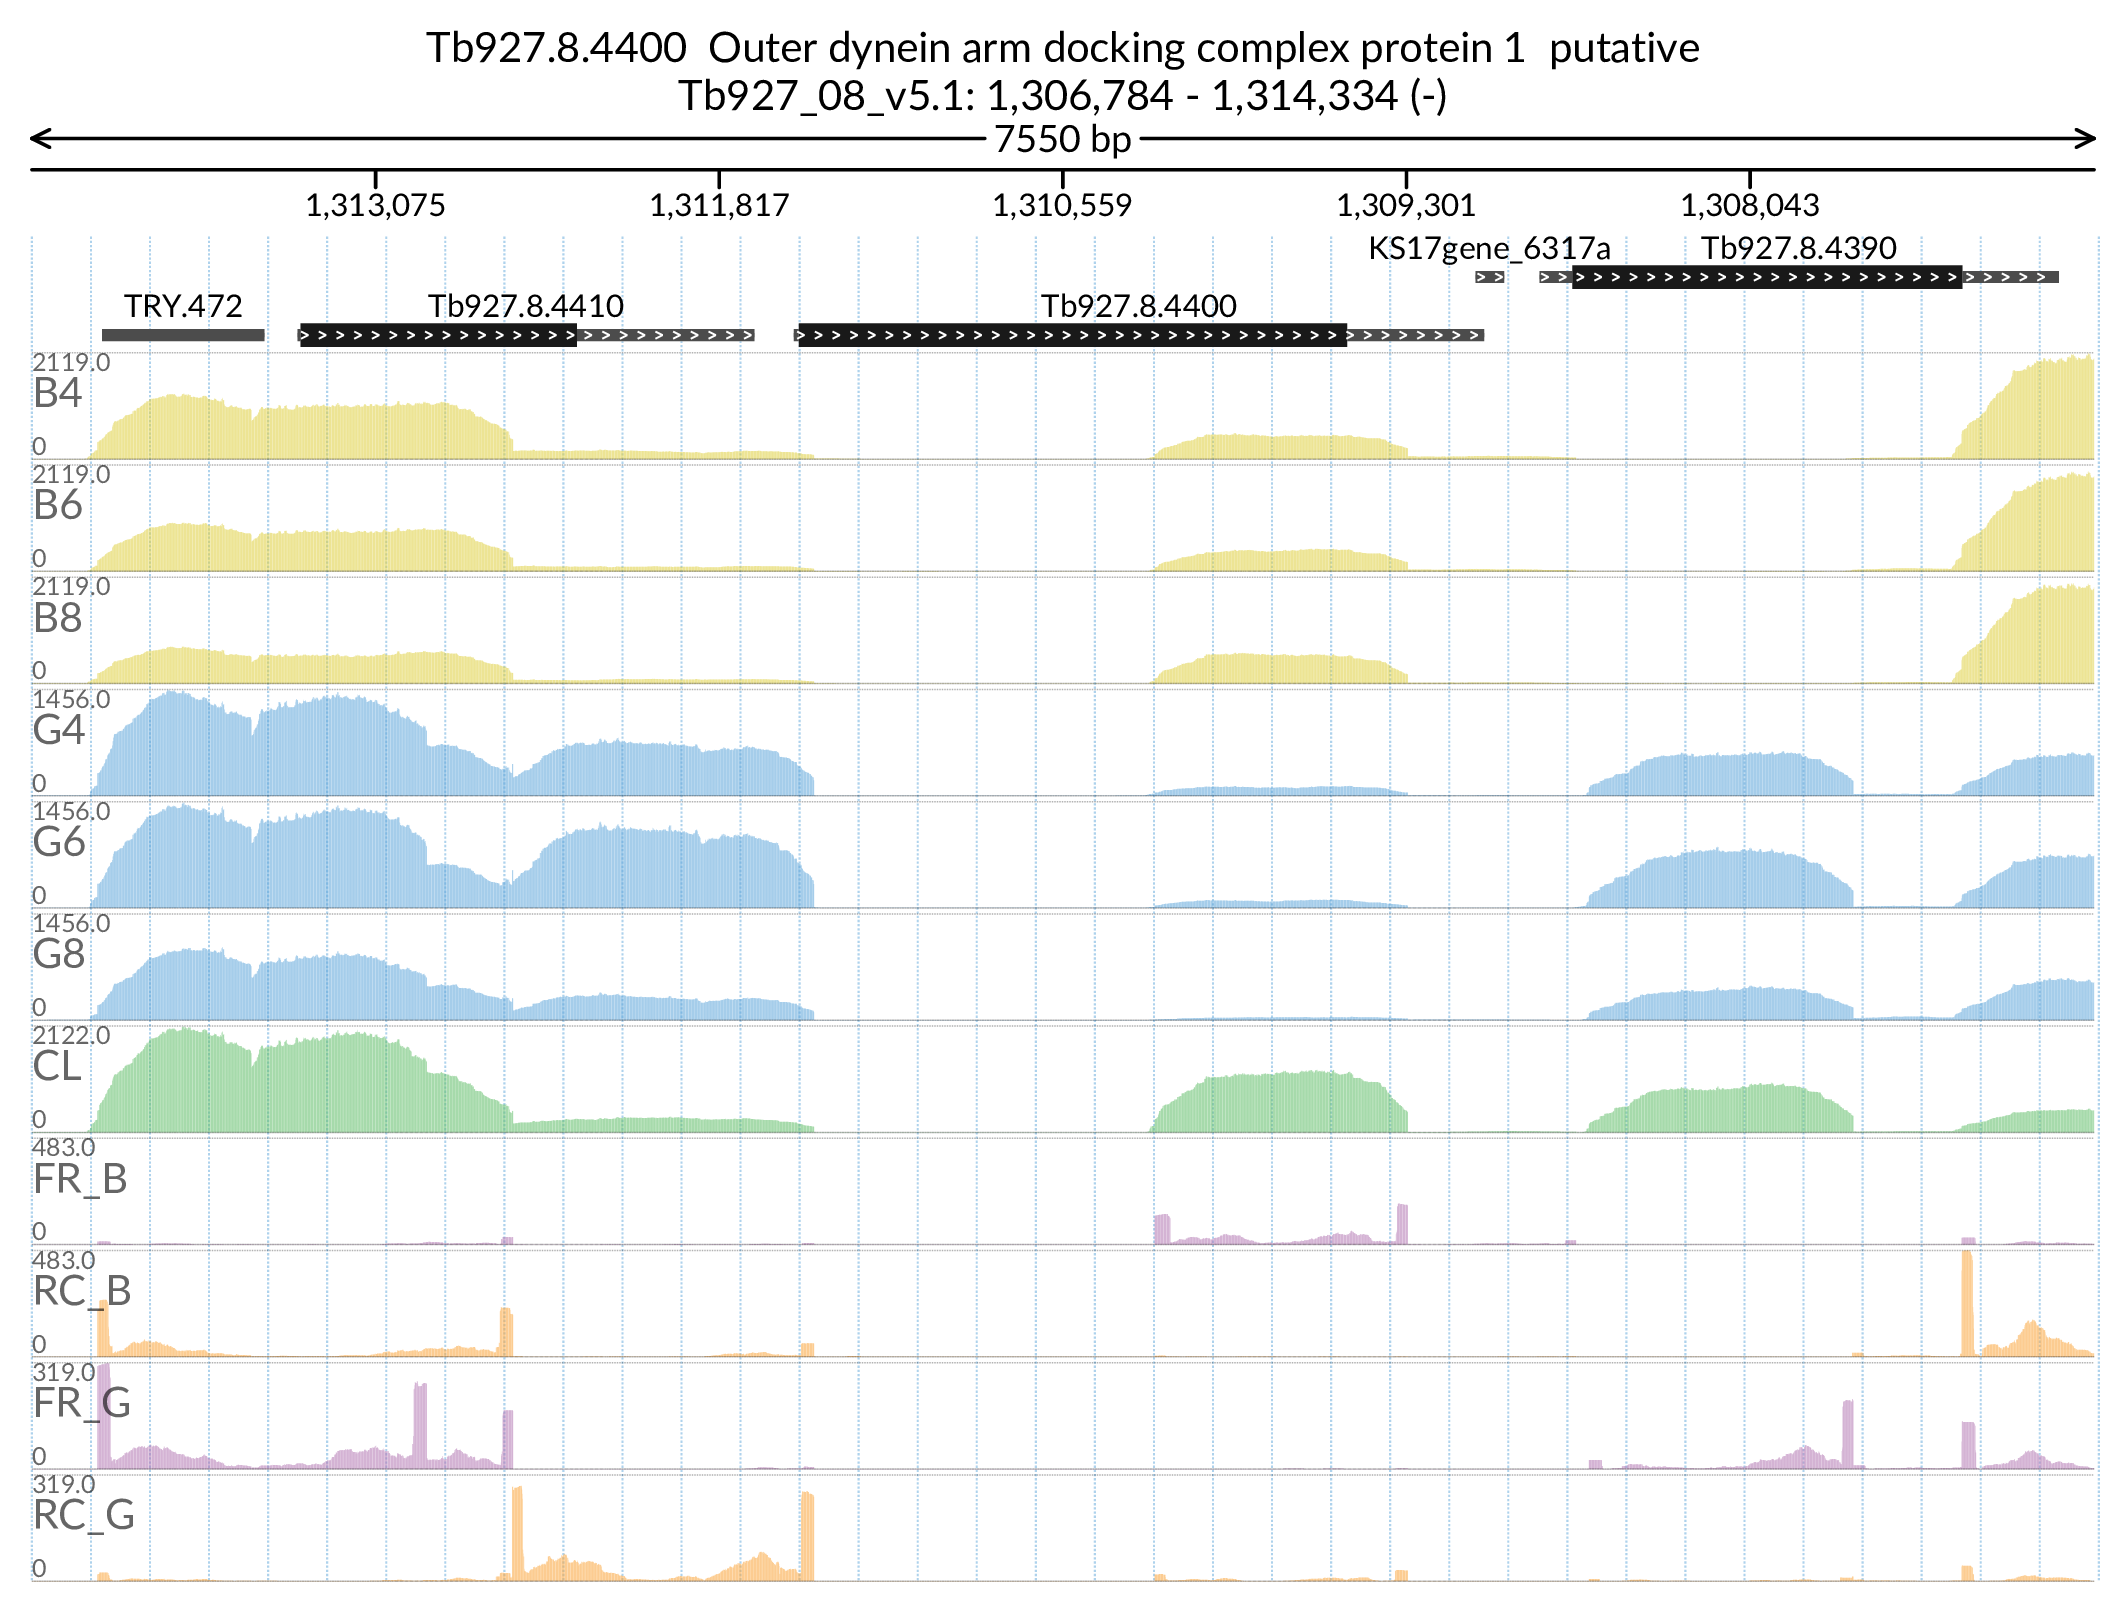 Tb927.8.4400  Outer dynein arm docking complex protein 1  putative
Tb927_08_v5.1: 1,306,784 - 1,314,334 (-)
7550 bp
1,313,075 1,311,817 1,310,559 1,309,301 1,308,043
KS17gene_6317a Tb927.8.4390
TRY.472 Tb927.8.4410 Tb927.8.4400
2119.0
B4
0
2119.0
B6
0
2119.0
B8
0
1456.0
G4
0
1456.0
G6
0
1456.0
G8
0
2122.0
CL
0
483.0
FR_B
0
483.0
RC_B
0
319.0
FR_G
0
319.0
RC_G
0